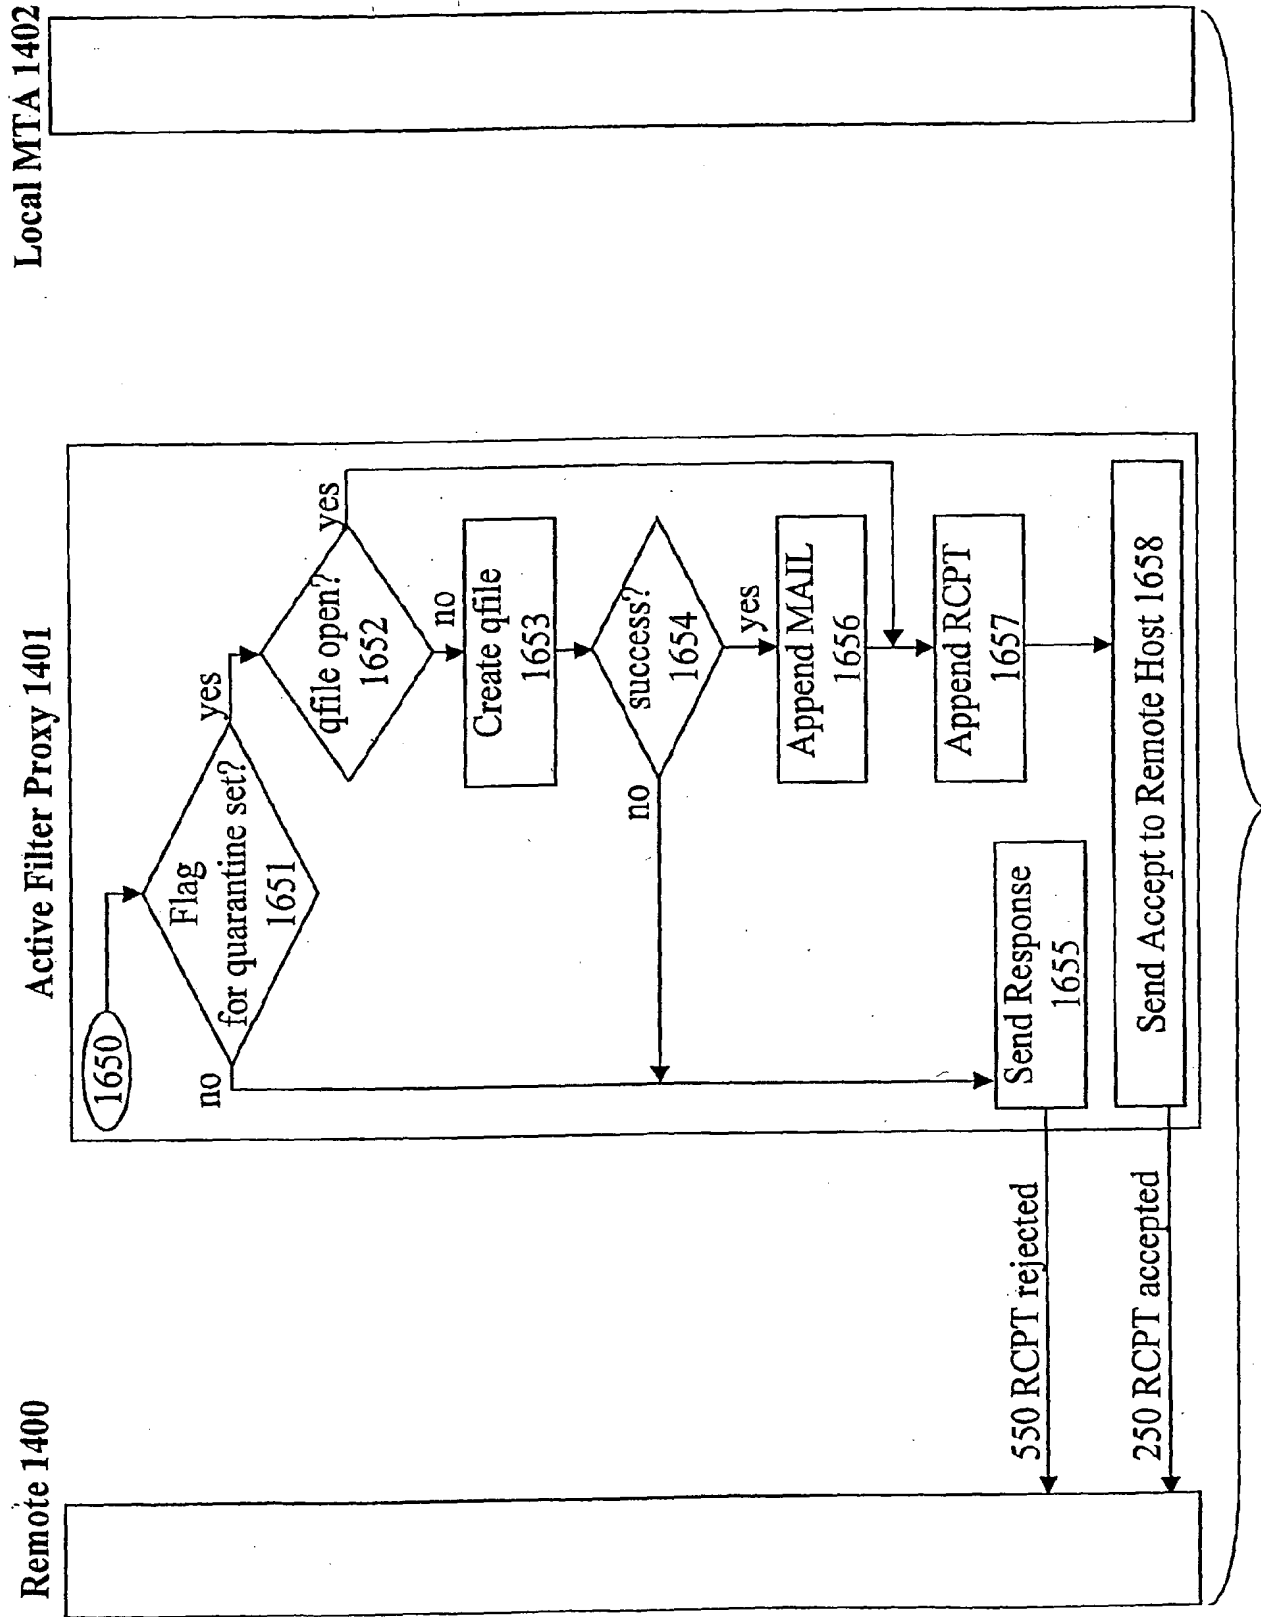 Remote 1400
Active Filter Proxy 1401
Local MTA 1402
1650
Flag
for quarantine set?
1651
no
yes
qfile open?
1652
yes
no
Create qfile
1653
success?
1654
no
yes
Append MAIL
1656
Append RCPT
1657
Send Response
1655
550 RCPT rejected
Send Accept to Remote Host 1658
250 RCPT accepted